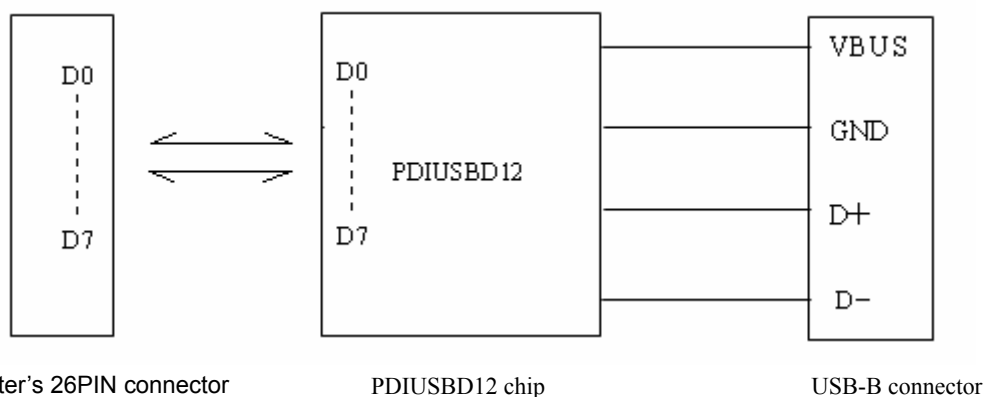 D0
D7
D0
PDIUSBD12
D7
VBUS
GND
D+
D-
ter's 26PIN connector
PDIUSBD12 chip
USB-B connector